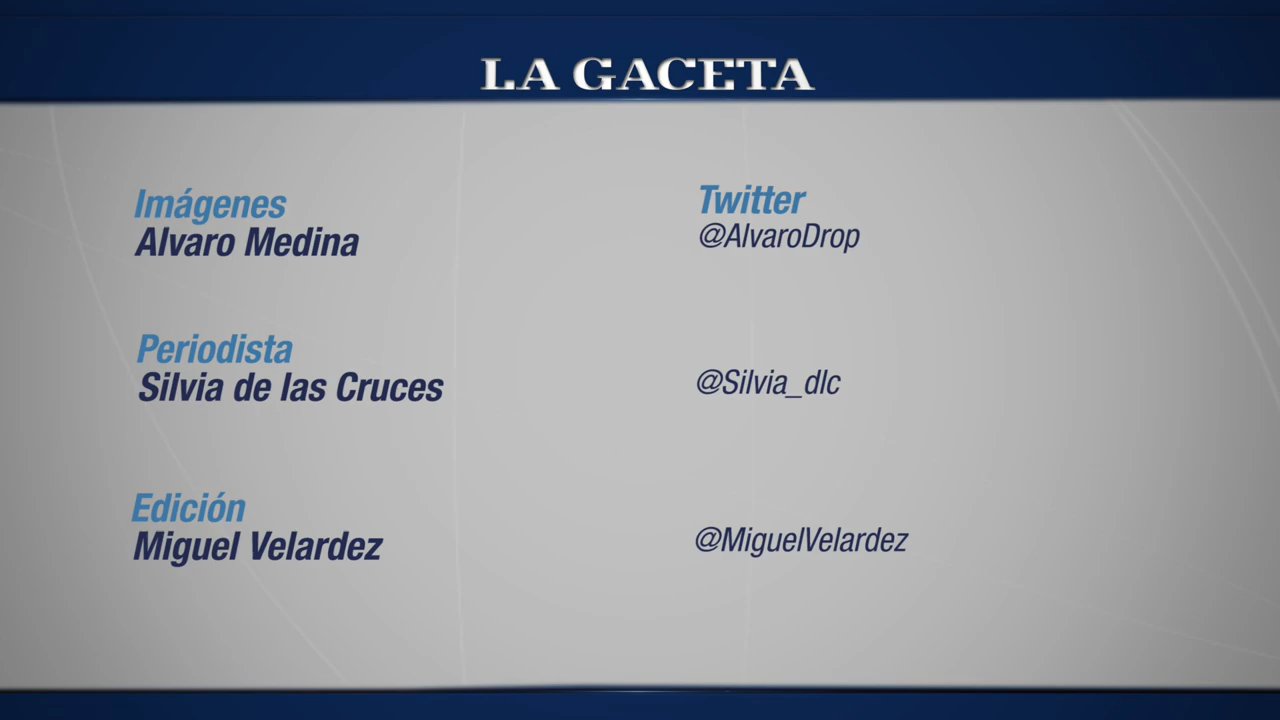 LA GACETA
Imágenes
Alvaro Medina
Twitter
@AlvaroDrop
Periodista
Silvia de las Cruces
@Silvia_dlc
Edición
Miguel Velardez
@MiguelVelardez